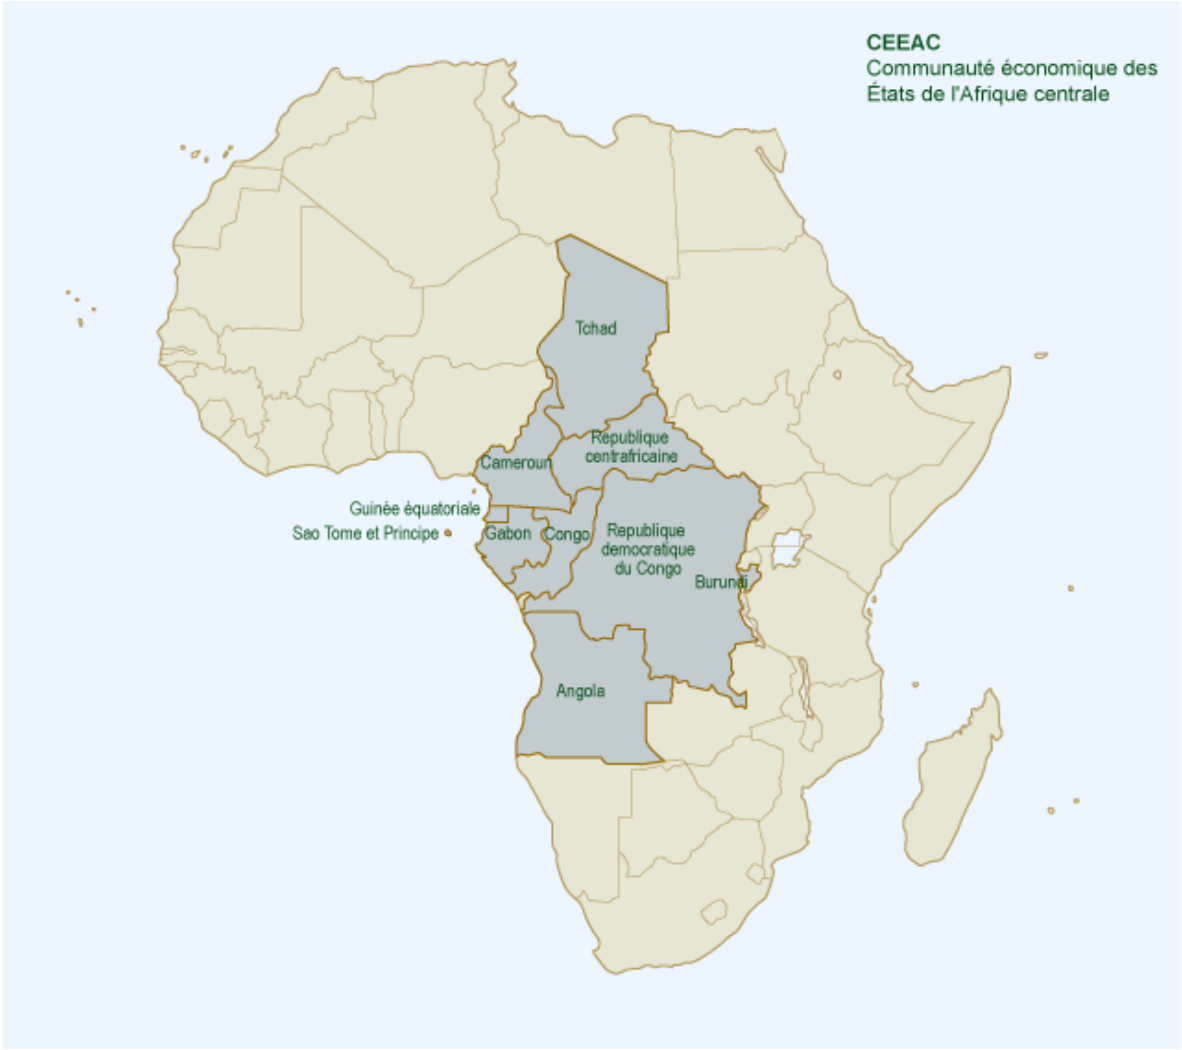 CEEAC
Communauté économique des
États de l'Afrique centrale
Tchad
Republique
centrafricaine
Cameroun
Guinée équatoriale
Sao Tome et Principe
Gabon
Congo
Republique
democratique
du Congo
Burundi
Angola